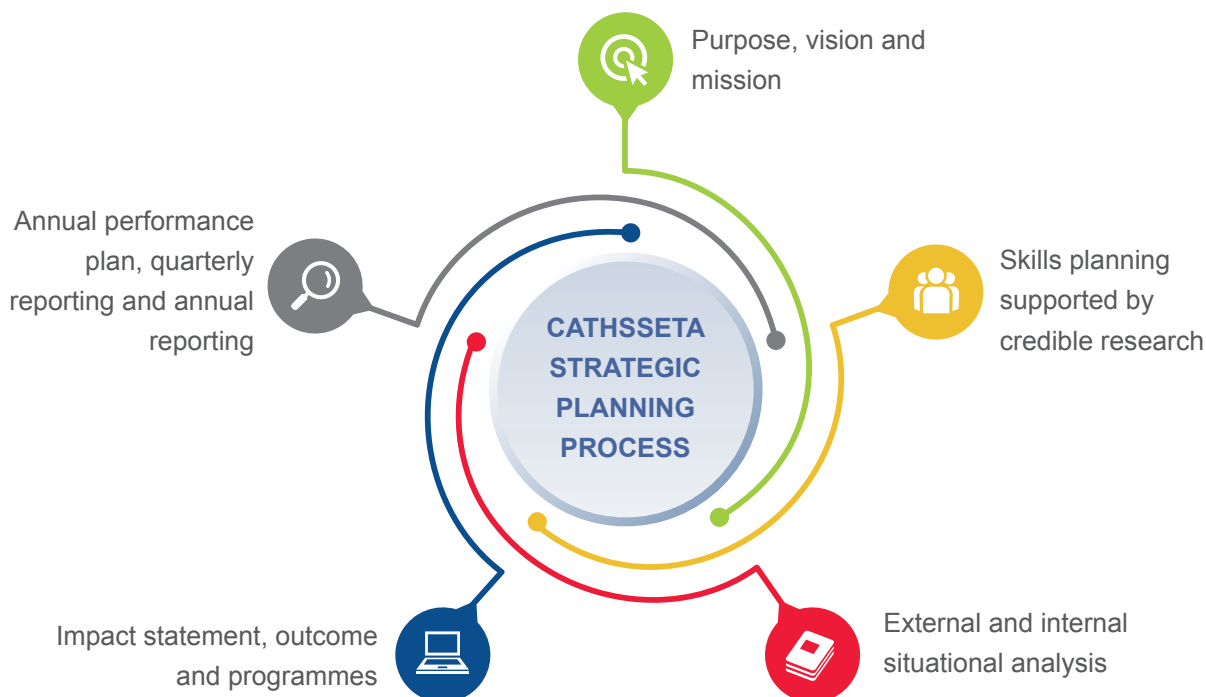 Purpose, vision and
mission
Skills planning
supported by
credible research
External and internal
situational analysis
Impact statement, outcome
and programmes
Annual performance
plan, quarterly
reporting and annual
reporting
CATHSSETA
STRATEGIC
PLANNING
PROCESS